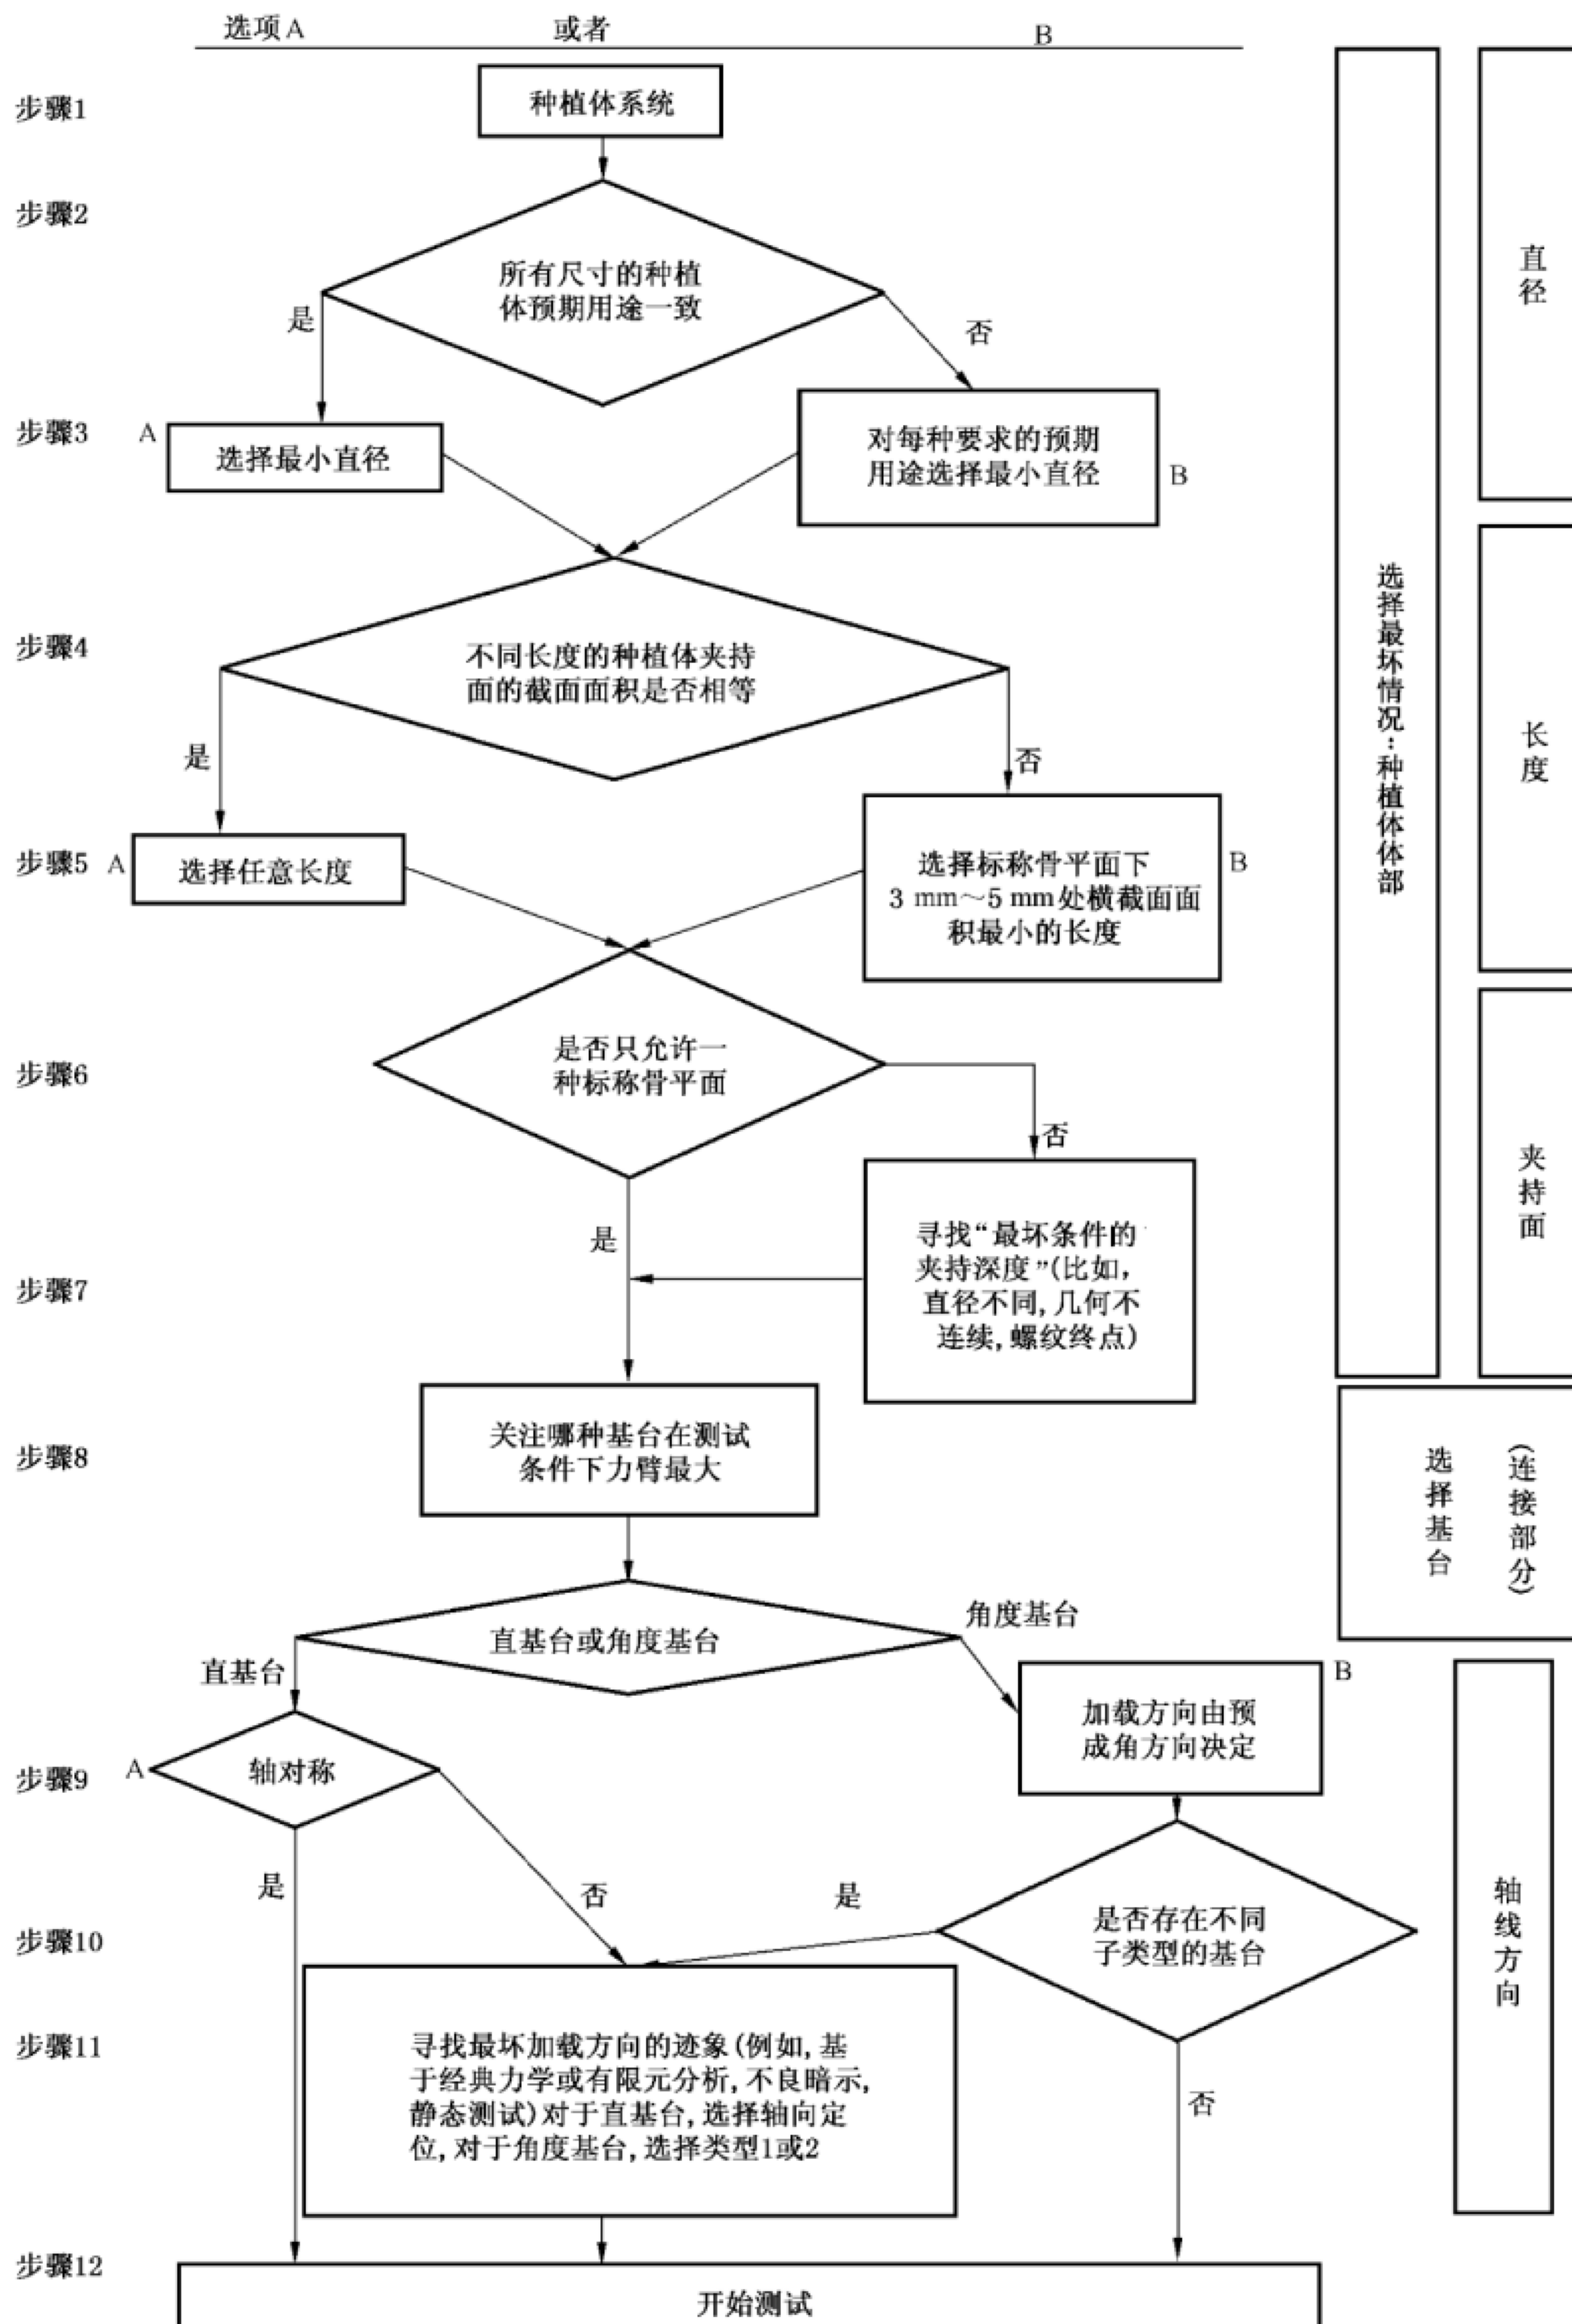 选项A 或者 B
步骤1
种植体系统
步骤2
所有尺寸的种植
体预期用途一致
是
否
步骤3
A
选择最小直径
对每种要求的预期
用途选择最小直径
B
步骤4
不同长度的种植体夹持
面的截面面积是否相等
是
否
步骤5
A
选择任意长度
选择标称骨平面下
3 mm～5 mm处横截面面
积最小的长度
B
步骤6
是否只允许一
种标称骨平面
否
是
步骤7
寻找“最坏条件的
夹持深度”(比如,
直径不同,几何不
连续,螺纹终点)
步骤8
关注哪种基台在测试
条件下力臂最大
直基台或角度基台
角度基台
直基台
B
加载方向由预
成角方向决定
步骤9
A
轴对称
是
否
是
步骤10
是否存在不同
子类型的基台
步骤11
寻找最坏加载方向的迹象(例如,基
于经典力学或有限元分析,不良暗示,
静态测试)对于直基台,选择轴向定
位,对于角度基台,选择类型1或2
否
步骤12
开始测试
选择最坏情况:种植体体部
直径
长度
夹持面
选择基台
(连接部分)
轴线方向